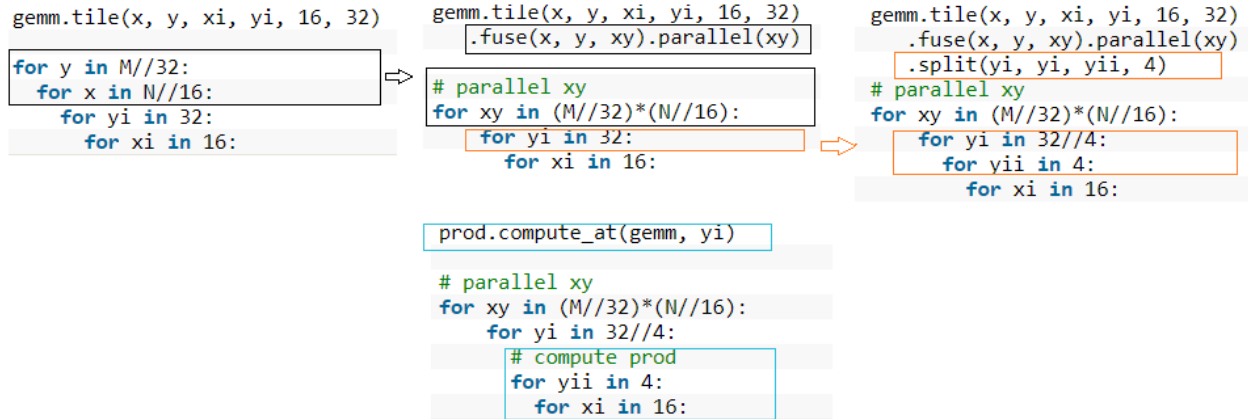 gemm.tile(x, y, xi, yi, 16, 32)
for y in M//32:
for x in N//16:
for yi in 32:
for xi in 16:
gemm.tile(x, y, xi, yi, 16, 32)
.fuse(x, y, xy).parallel(xy)
# parallel xy
for xy in (M//32)*(N//16):
for yi in 32:
for xi in 16:
gemm.tile(x, y, xi, yi, 16, 32)
.fuse(x, y, xy).parallel(xy)
.split(yi, yi, yii, 4)
# parallel xy
for xy in (M//32)*(N//16):
for yi in 32//4:
for yii in 4:
for xi in 16:
prod.compute_at(gemm, yi)
# parallel xy
for xy in (M//32)*(N//16):
for yi in 32//4:
# compute prod
for yii in 4:
for xi in 16: